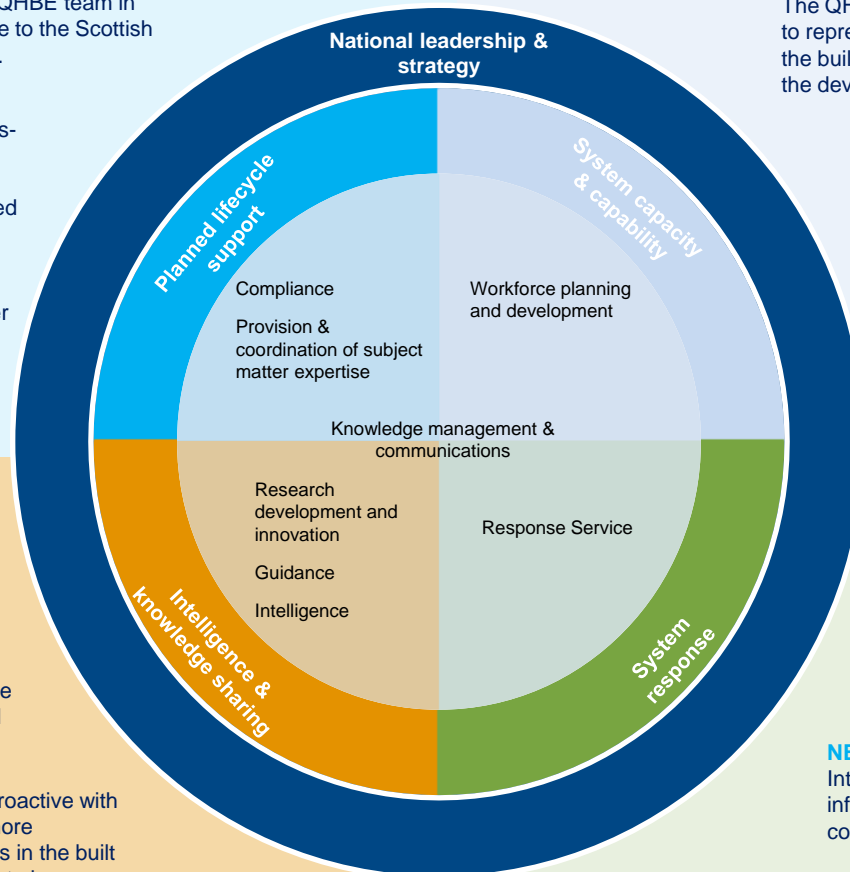 QHBE team in
e to the Scottish
s-
ed
er
The QH
to repre
the buil
the dev
National leadership &
strategy
Planned lifecycle
support
System capacity
& capability
Compliance
Provision &
coordination of subject
matter expertise
Workforce planning
and development
Knowledge management &
communications
Research
development and
innovation
Guidance
Intelligence
Response Service
Intelligence &
knowledge sharing
System
response
e
roactive with
ore
s in the built
NE
Int
inf
co